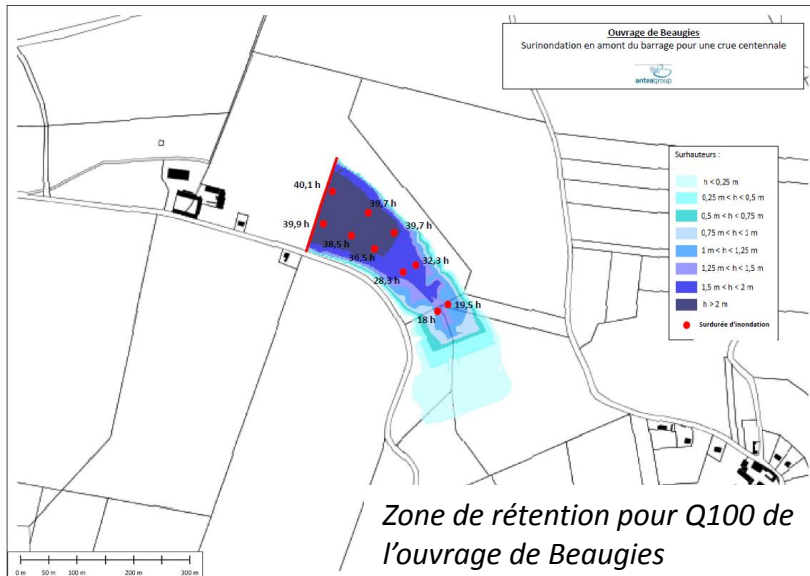 Ouvrage de Beaugies
Surinondation en amont du barrage pour une crue centennale
anteagroup
Surhauteurs :
h < 0,25 m
0,25 m < h < 0,5 m
0,5 m < h < 0,75 m
0,75 m < h < 1 m
1 m < h < 1,25 m
1,25 m < h < 1,5 m
1,5 m < h < 2 m
h > 2 m
Surdurée d'inondation
40,1 h
39,7 h
39,9 h
39,7 h
38,5 h
36,5 h
32,3 h
28,3 h
19,5 h
18 h
Zone de rétention pour Q100 de
l'ouvrage de Beaugies
0 m 50 m 100 m 200 m 300 m